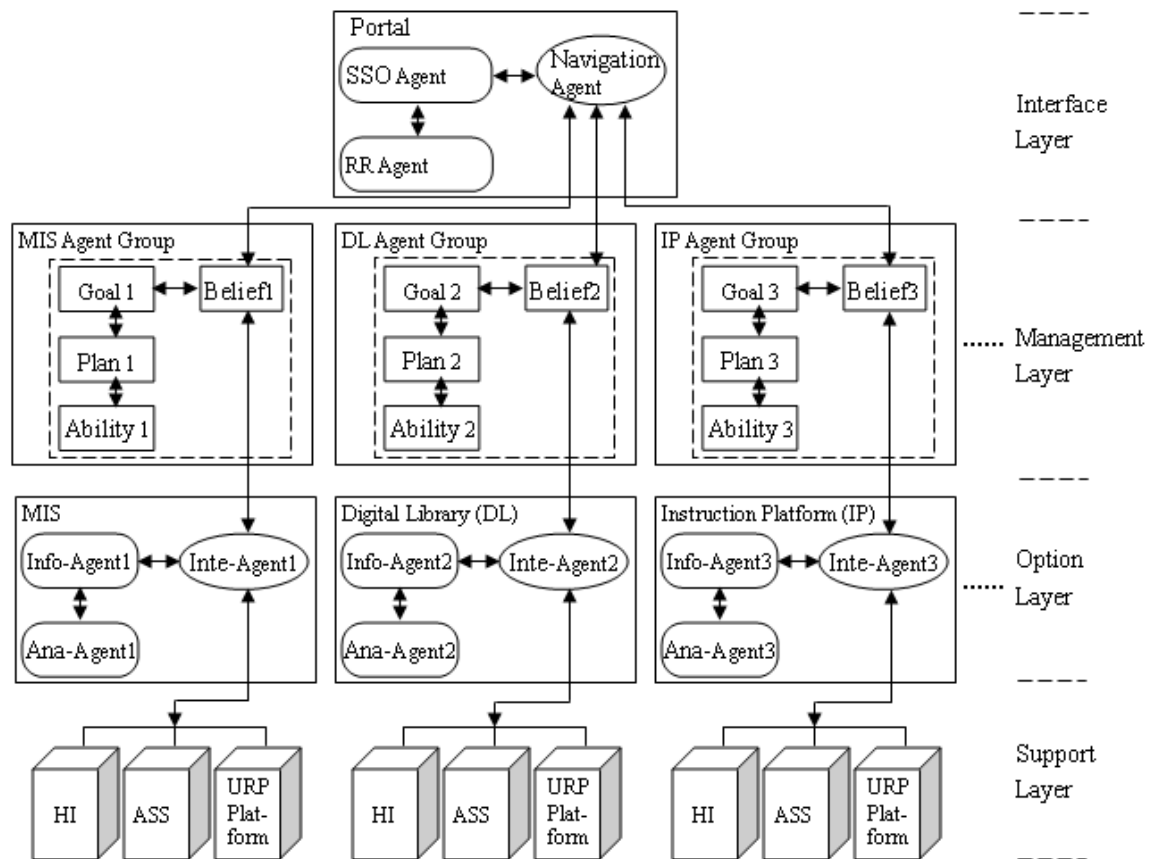 Portal
SSO Agent
Navigation
Agent
RR Agent
Interface
Layer
MIS Agent Group
Goal 1
Belief1
Plan 1
Ability 1
DL Agent Group
Goal 2
Belief2
Plan 2
Ability 2
IP Agent Group
Goal 3
Belief3
Plan 3
Ability 3
...... Management
Layer
MIS
Info-Agent1
Inte-Agent1
Ana-Agent1
Digital Library (DL)
Info-Agent2
Inte-Agent2
Ana-Agent2
Instruction Platform (IP)
Info-Agent3
Inte-Agent3
Ana-Agent3
...... Option
Layer
HI
ASS
URP
Plat-
form
HI
ASS
URP
Plat-
form
HI
ASS
URP
Plat-
form
Support
Layer